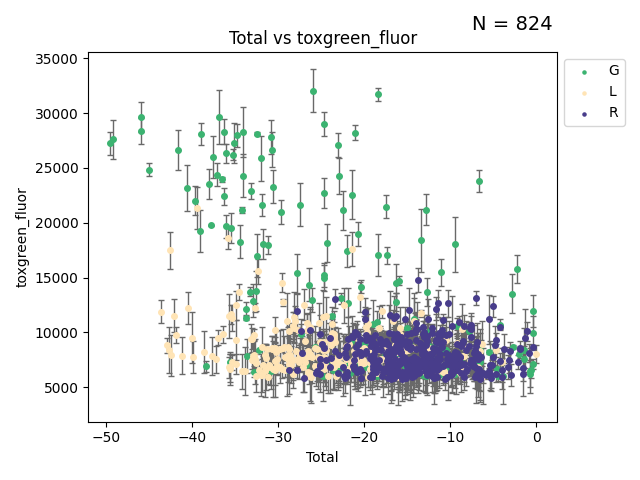 N = 824
Total vs toxgreen_fluor
35000
30000
25000
20000
15000
10000
5000
toxgreen_fluor
−50
−40
−30
−20
−10
0
Total
G
L
R